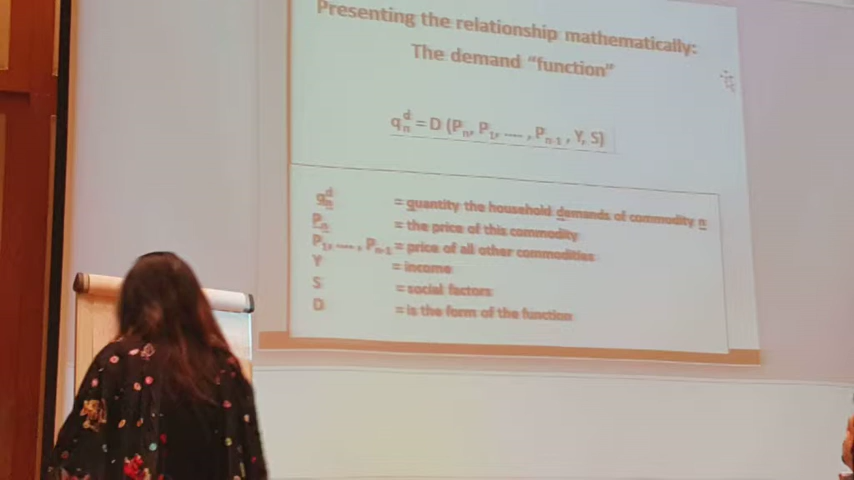 Presenting the relationship mathematically:
The demand "function"
qₙᵈ = D (Pₙ, P₁, ...., Pₙ₋₁, Y, S)
qₙᵈ = quantity the household demands of commodity n
Pₙ = the price of this commodity
P₁, ...., Pₙ₋₁ = price of all other commodities
Y = income
S = social factors
D = is the form of the function